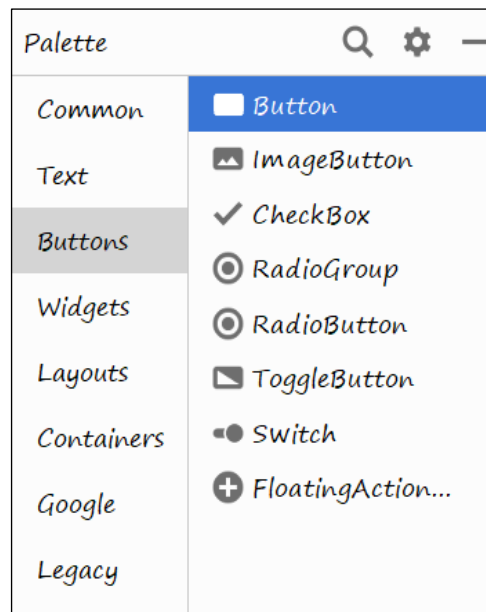 Palette
Common
Text
Buttons
Widgets
Layouts
Containers
Google
Legacy
Button
ImageButton
CheckBox
RadioGroup
RadioButton
ToggleButton
Switch
FloatingAction...